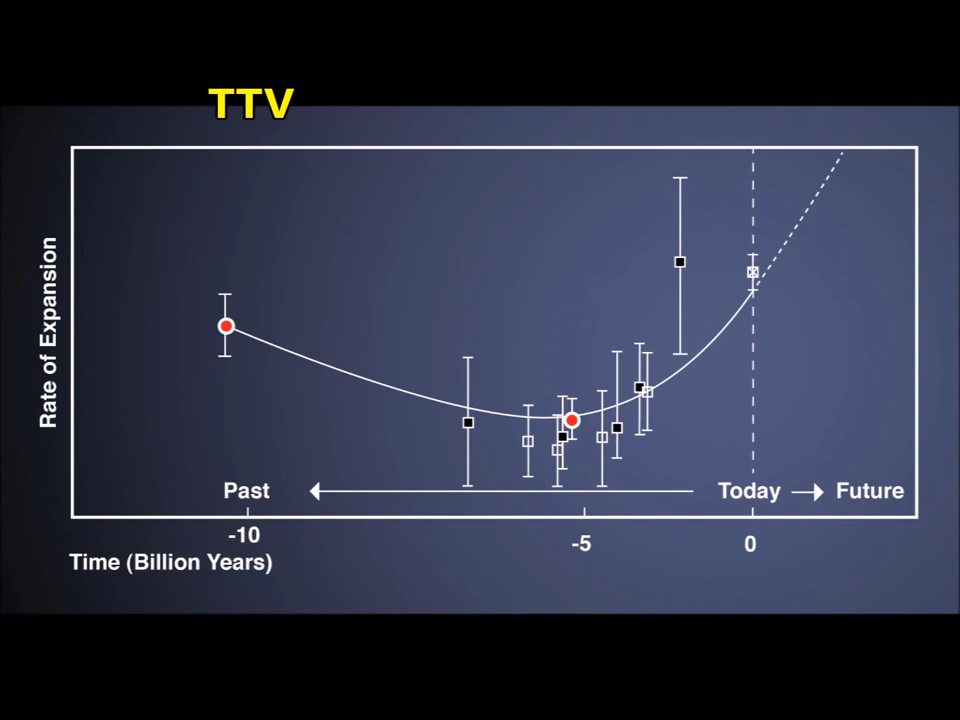 TTV
Rate of Expansion
Past
Today
Future
-10
-5
0
Time (Billion Years)